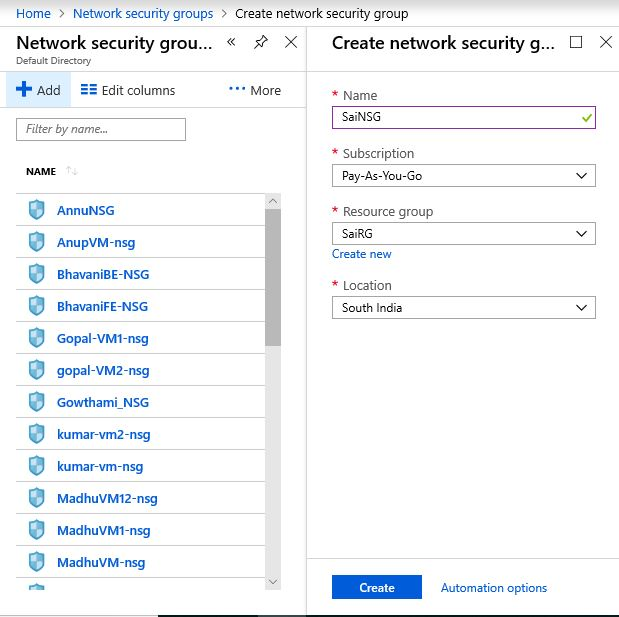 Home > Network security groups > Create network security group
Network security grou... «
Default Directory
Add
Edit columns
... More
Filter by name...
NAME ↑↓
AnnuNSG
AnupVM-nsg
BhavaniBE-NSG
BhavaniFE-NSG
Gopal-VM1-nsg
gopal-VM2-nsg
Gowthami_NSG
kumar-vm2-nsg
kumar-vm-nsg
MadhuVM12-nsg
MadhuVM1-nsg
MadhuVM-nsg
Create network security g...
* Name
SaiNSG
* Subscription
Pay-As-You-Go
* Resource group
SaiRG
Create new
* Location
South India
Create
Automation options